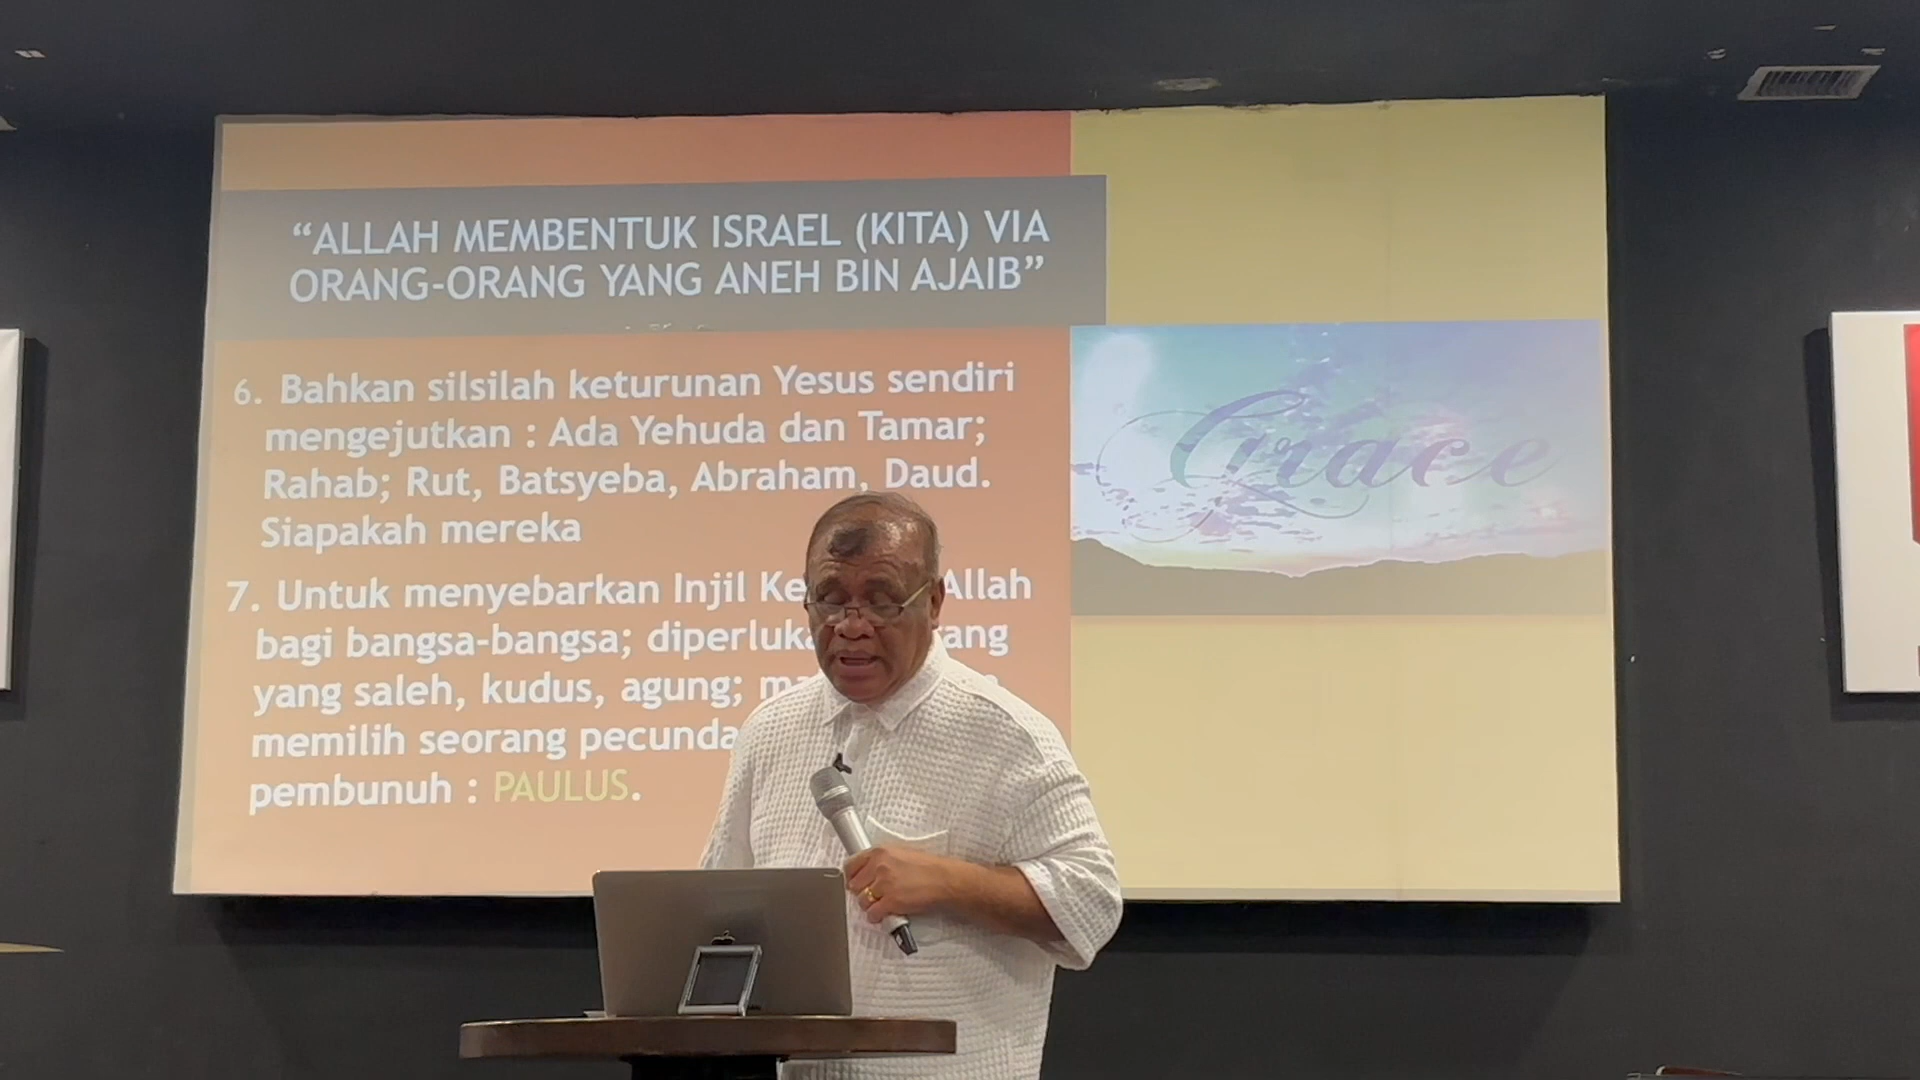 “ALLAH MEMBENTUK ISRAEL (KITA) VIA
ORANG-ORANG YANG ANEH BIN AJAIB”
6. Bahkan silsilah keturunan Yesus sendiri
mengejutkan : Ada Yehuda dan Tamar;
Rahab; Rut, Batsyeba, Abraham, Daud.
Siapakah mereka
7. Untuk menyebarkan Injil Allah
bagi bangsa-bangsa;
yang saleh, kudus, agung;
memilih seorang
pembunuh : PAULUS.
Grace